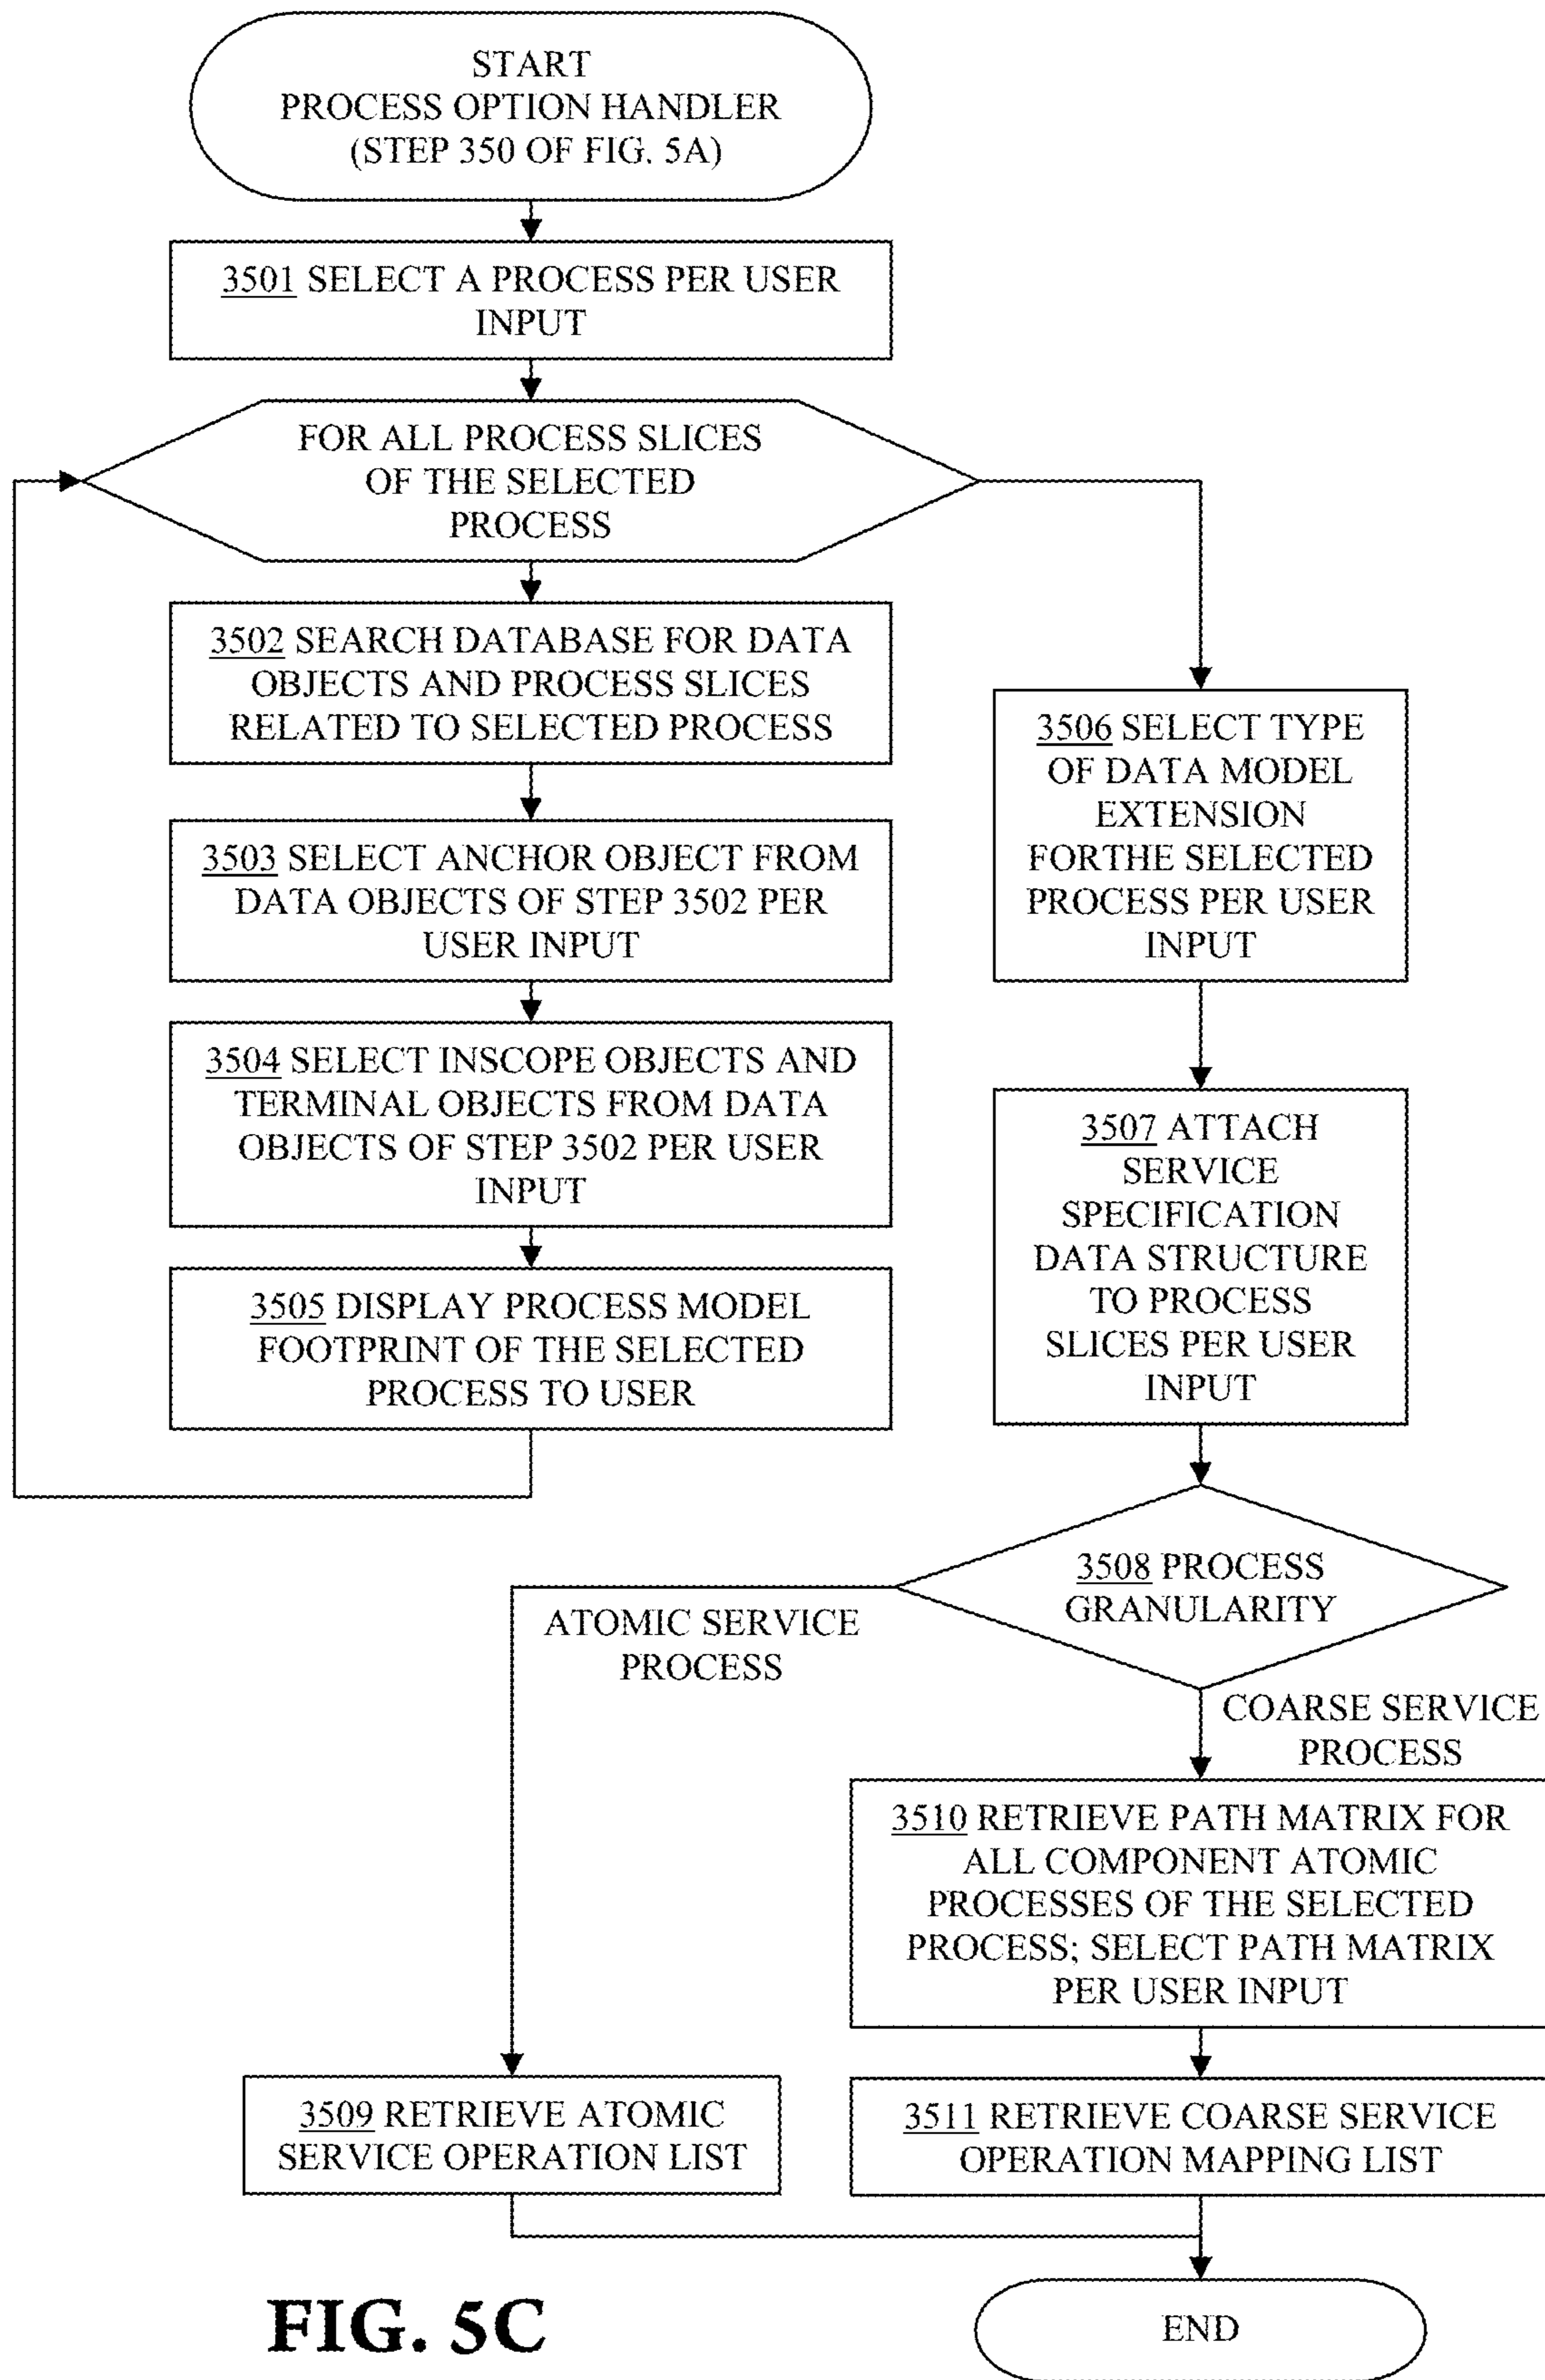 START
PROCESS OPTION HANDLER
(STEP 350 OF FIG. 5A)
3501 SELECT A PROCESS PER USER
INPUT
FOR ALL PROCESS SLICES
OF THE SELECTED
PROCESS
3502 SEARCH DATABASE FOR DATA
OBJECTS AND PROCESS SLICES
RELATED TO SELECTED PROCESS
3503 SELECT ANCHOR OBJECT FROM
DATA OBJECTS OF STEP 3502 PER
USER INPUT
3504 SELECT INSCOPE OBJECTS AND
TERMINAL OBJECTS FROM DATA
OBJECTS OF STEP 3502 PER USER
INPUT
3505 DISPLAY PROCESS MODEL
FOOTPRINT OF THE SELECTED
PROCESS TO USER
3506 SELECT TYPE
OF DATA MODEL
EXTENSION
FORTHE SELECTED
PROCESS PER USER
INPUT
3507 ATTACH
SERVICE
SPECIFICATION
DATA STRUCTURE
TO PROCESS
SLICES PER USER
INPUT
3508 PROCESS
GRANULARITY
ATOMIC SERVICE
PROCESS
COARSE SERVICE
PROCESS
3510 RETRIEVE PATH MATRIX FOR
ALL COMPONENT ATOMIC
PROCESSES OF THE SELECTED
PROCESS; SELECT PATH MATRIX
PER USER INPUT
3509 RETRIEVE ATOMIC
SERVICE OPERATION LIST
3511 RETRIEVE COARSE SERVICE
OPERATION MAPPING LIST
END
FIG. 5C